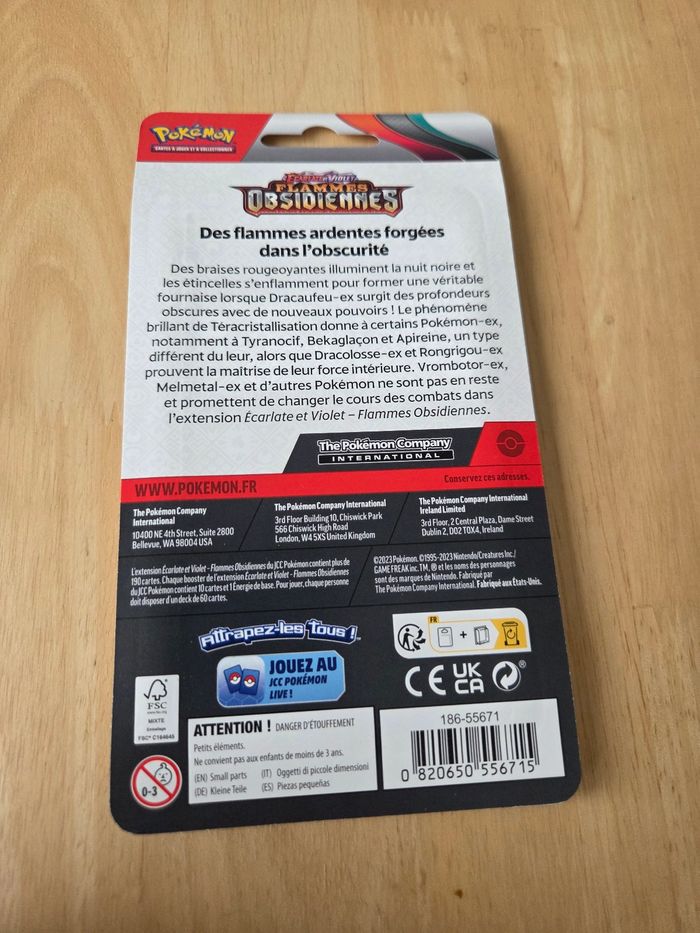 POKéMON
CARTES À JOUER ET À COLLECTIONNER
ÉCARLATE ET VIOLET
FLAMMES
OBSIDIENNES
Des flammes ardentes forgées
dans l'obscurité
Des braises rougeoyantes illuminent la nuit noire et
les étincelles s'enflamment pour former une véritable
fournaise lorsque Dracaufeu-ex surgit des profondeurs
obscures avec de nouveaux pouvoirs ! Le phénomène
brillant de Téracristallisation donne à certains Pokémon-ex,
notamment à Tyranocif, Bekaglaçon et Apireine, un type
différent du leur, alors que Dracolosse-ex et Rongrigou-ex
prouvent la maîtrise de leur force intérieure. Vrombotor-ex,
Melmetal-ex et d'autres Pokémon ne sont pas en reste
et promettent de changer le cours des combats dans
l'extension Écarlate et Violet – Flammes Obsidiennes.
The Pokémon Company
INTERNATIONAL
WWW.POKEMON.FR
Conservez ces adresses.
The Pokémon Company
International
10400 NE 4th Street, Suite 2800
Bellevue, WA 98004 USA
The Pokémon Company International
3rd Floor Building 10, Chiswick Park
566 Chiswick High Road
London, W4 5XS United Kingdom
The Pokémon Company International
Ireland Limited
3rd Floor, 2 Central Plaza, Dame Street
Dublin 2, D02 T0X4, Ireland
L'extension Écarlate et Violet - Flammes Obsidiennes du JCC Pokémon contient plus de
190 cartes. Chaque booster de l'extension Écarlate et Violet - Flammes Obsidiennes
du JCC Pokémon contient 10 cartes et 1 Énergie de base. Pour jouer, chaque personne
doit disposer d'un deck de 60 cartes.
©2023 Pokémon. ©1995-2023 Nintendo/Creatures Inc./
GAME FREAK inc. TM, ® et les noms des personnages
sont des marques de Nintendo. Fabriqué par
The Pokémon Company International. Fabriqué aux États-Unis.
Attrapez-les tous !™
JOUEZ AU
JCC POKÉMON
LIVE !
FR
+
CE UK
CA
®
FSC
www.fsc.org
MIXTE
Emballage
FSC® C184645
0-3
ATTENTION ! DANGER D'ÉTOUFFEMENT
Petits éléments.
Ne convient pas aux enfants de moins de 3 ans.
(EN) Small parts (IT) Oggetti di piccole dimensioni
(DE) Kleine Teile (ES) Piezas pequeñas
186-55671
0 820650 556715